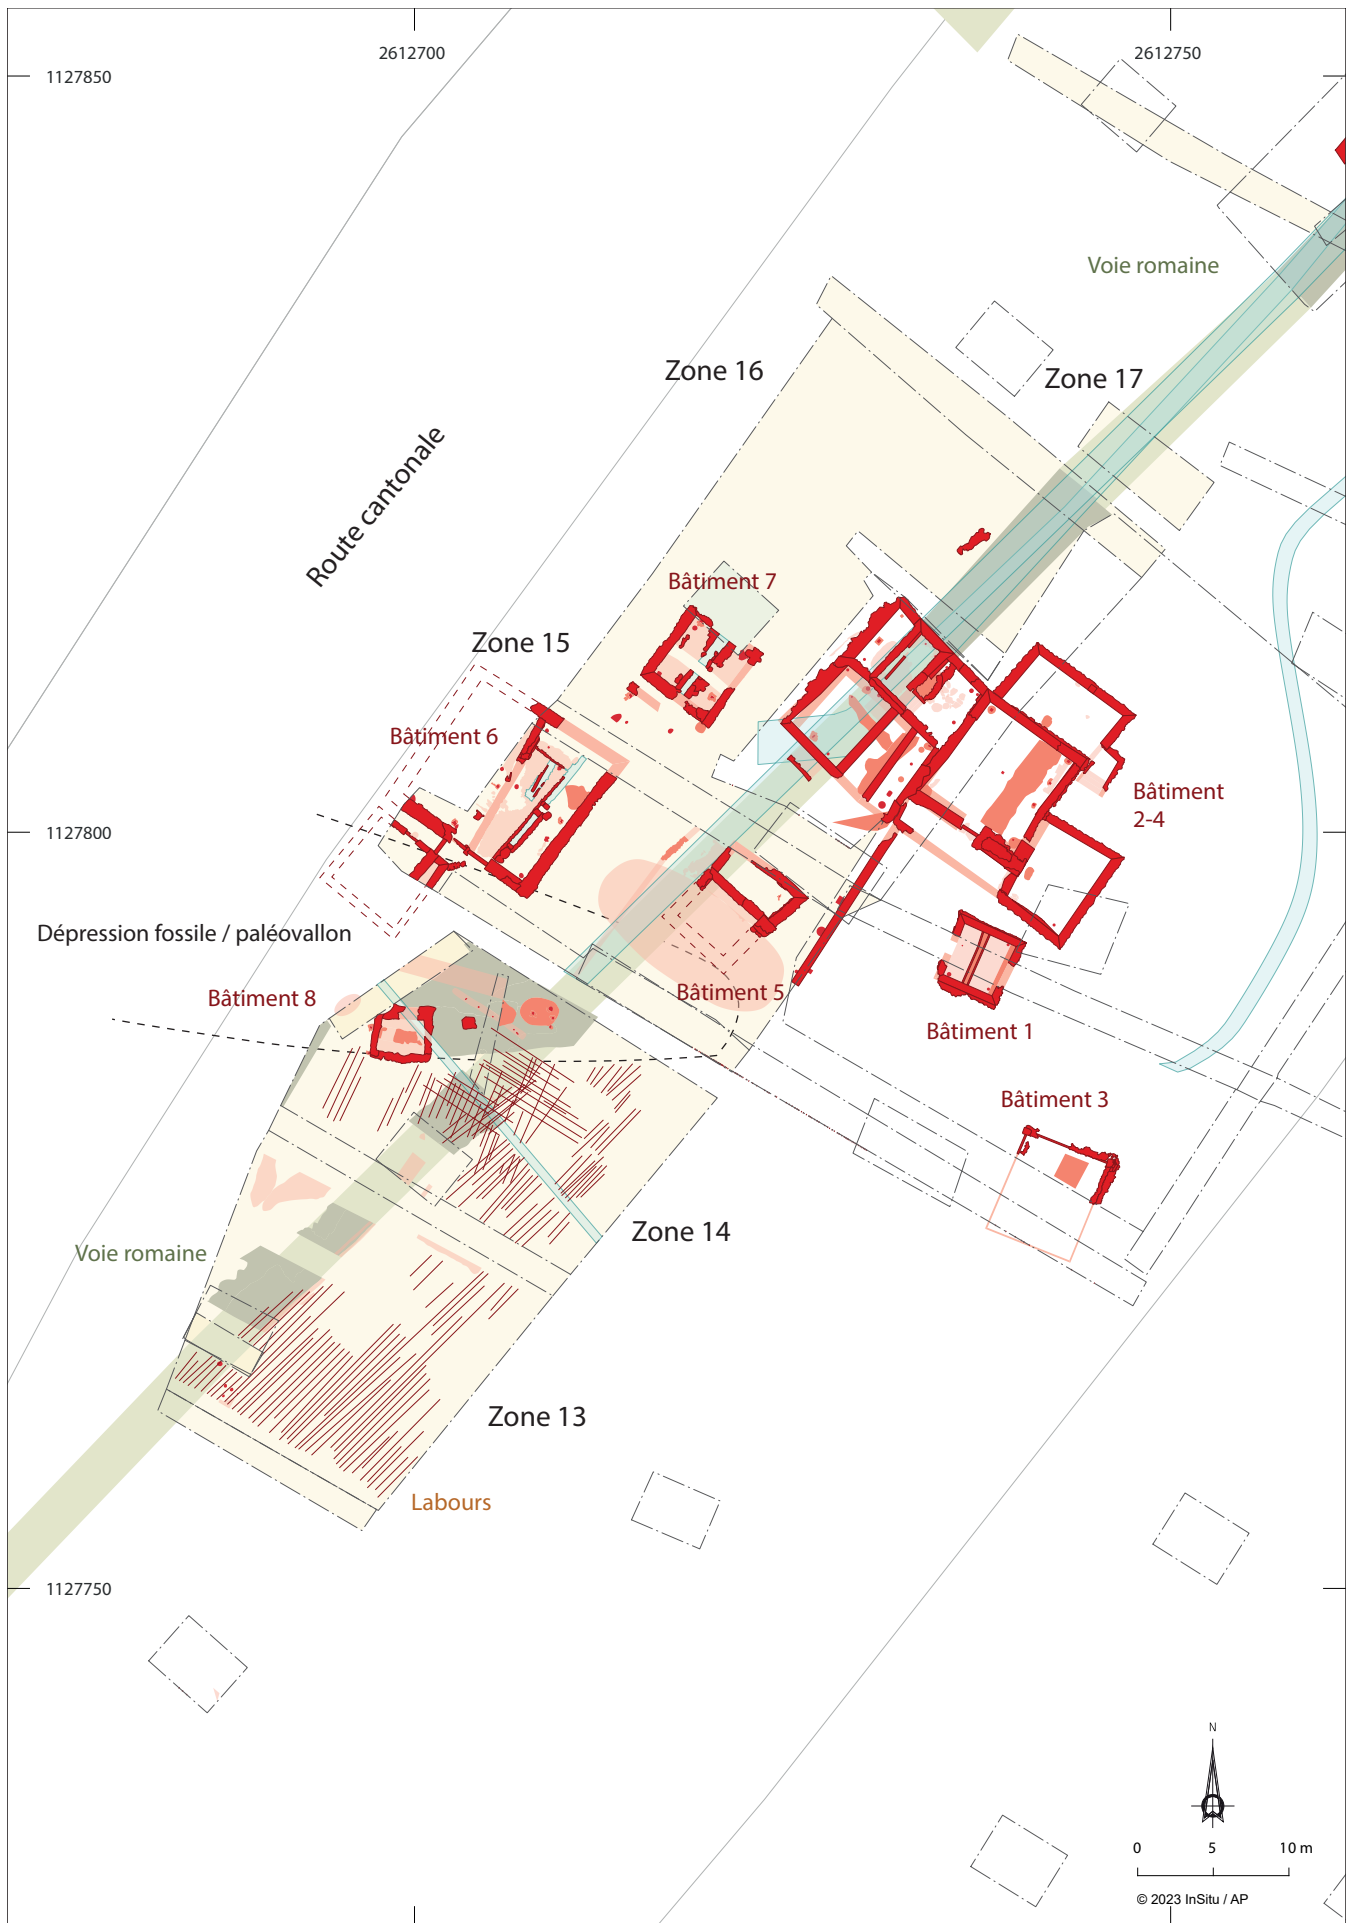 2612700
2612750
1127850
Voie romaine
Zone 16
Zone 17
Route cantonale
Bâtiment 7
Zone 15
Bâtiment 6
Bâtiment
2-4
1127800
Dépression fossile / paléovallon
Bâtiment 8
Bâtiment 5
Bâtiment 1
Bâtiment 3
Zone 14
Voie romaine
Zone 13
Labours
1127750
N
0 5 10 m
© 2023 InSitu / AP